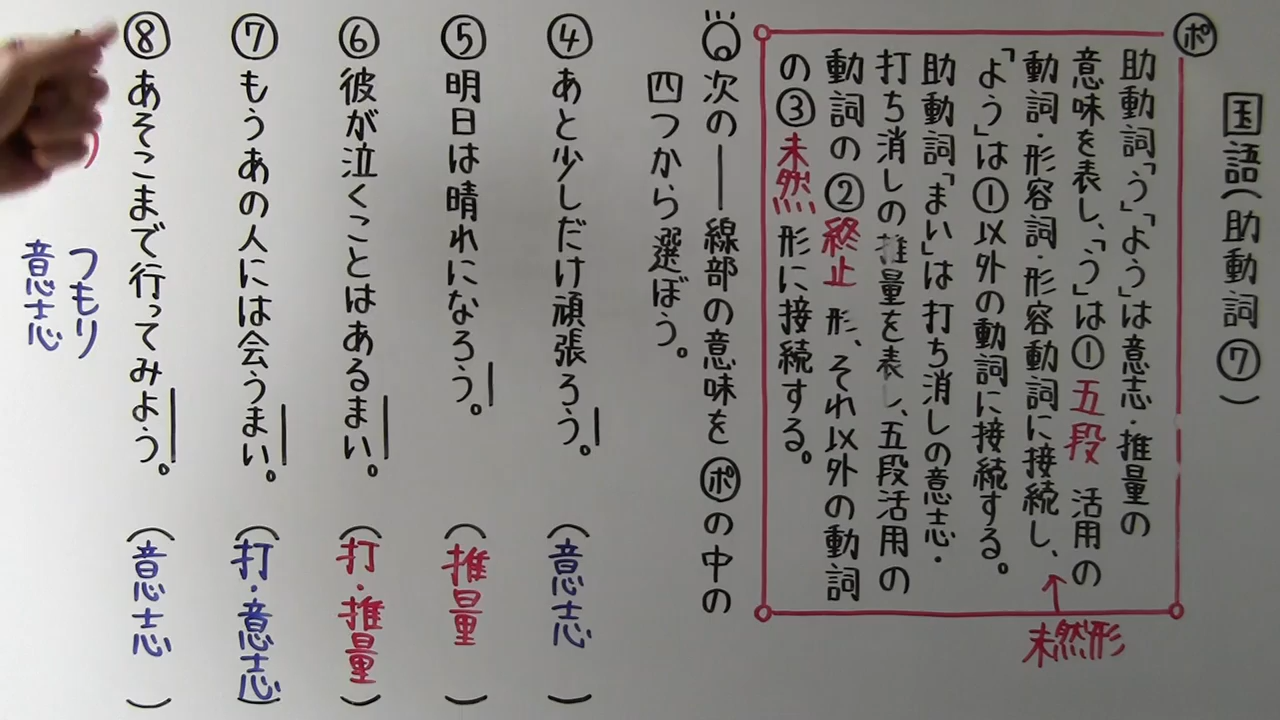 国語(助動詞⑦)
ポ
助動詞「う」「よう」は意志・推量の
意味を表し、「う」は①五段活用の
動詞・形容詞・形容動詞に接続し、
未然形
「よう」は①以外の動詞に接続する。
助動詞「まい」は打ち消しの意志・
打ち消しの推量を表し、五段活用の
動詞の②終止形、それ以外の動詞
の③未然形に接続する。
次の――線部の意味をポの中の
四つから選ぼう。
④あと少しだけ頑張ろう。(意志)
⑤明日は晴れになろう。(推量)
⑥彼が泣くことはあるまい。(打・推量)
⑦もうあの人には会うまい。(打・意志)
⑧あそこまで行ってみよう。(意志)
つもり
意志